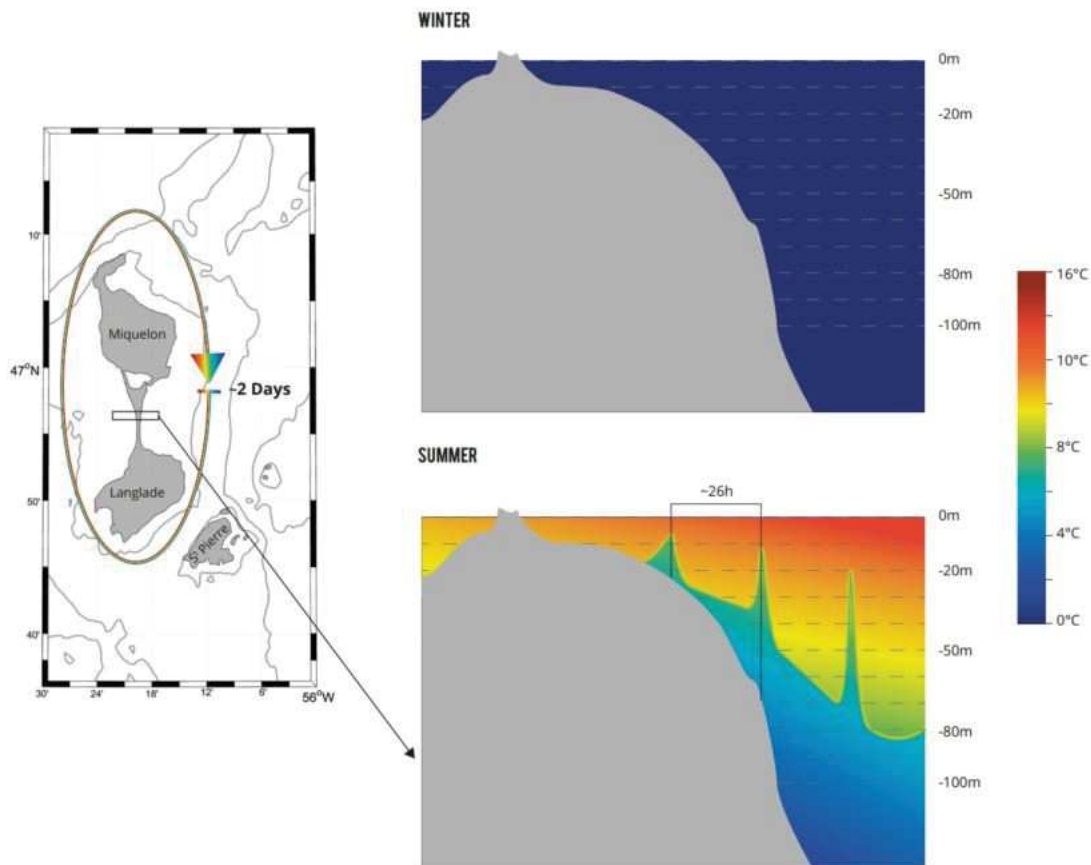 WINTER
0m
-20m
-50m
-80m
-100m
10'
Miquelon
47°N
~2 Days
50'
Langlade
St Pierre
40'
30'
24'
18'
12'
6'
56°W
SUMMER
~26h
0m
-20m
-50m
-80m
-100m
16°C
10°C
8°C
4°C
0°C